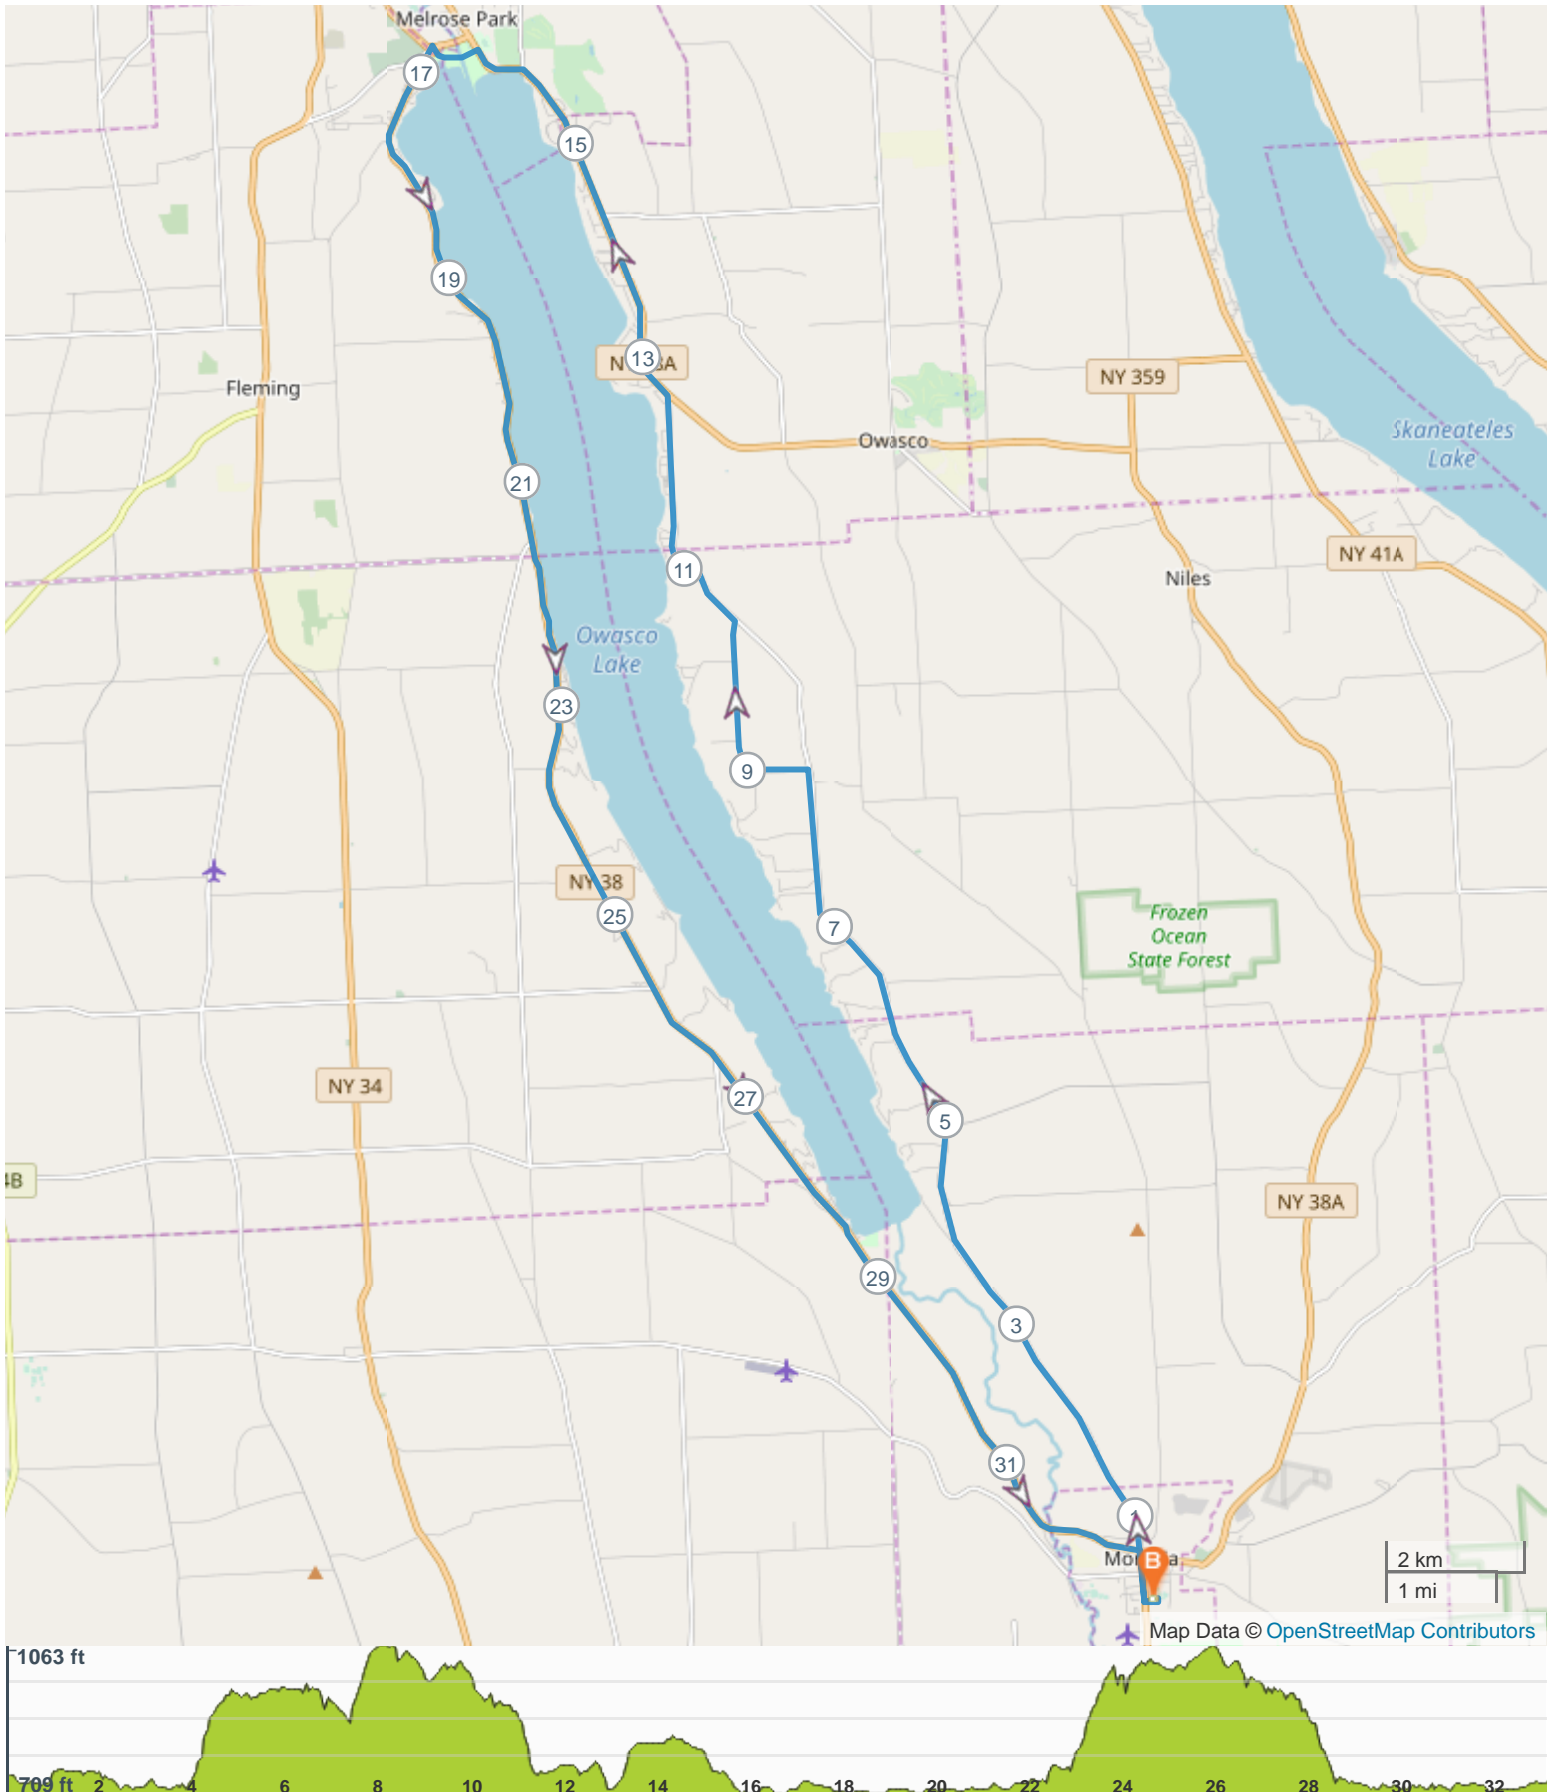 Melrose Park
17
15
19
13
NY 359
Fleming
Owasco
Skaneateles
Lake
21
NY 41A
11
Niles
Owasco
Lake
23
9
NY 38
25
7
Frozen
Ocean
State Forest
NY 34
27
5
4B
NY 38A
29
3
31
1
B
2 km
1 mi
Map Data © OpenStreetMap Contributors
1063 ft
709 ft 2 4 6 8 10 12 14 16 18 20 22 24 26 28 30 32